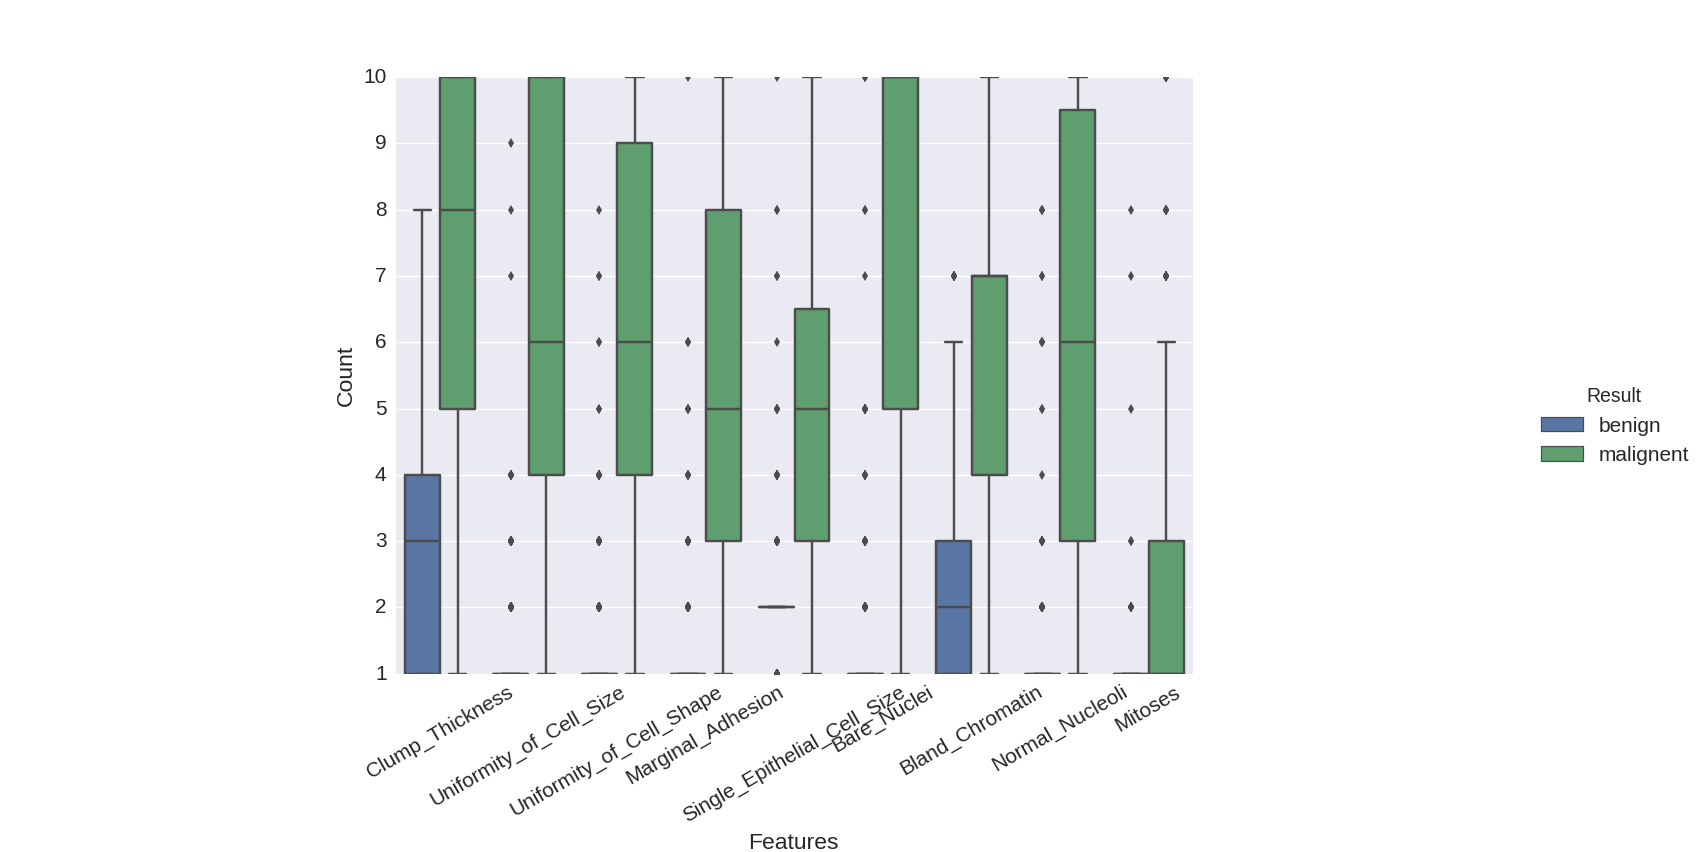 10
9
8
7
6
5
4
3
2
1
Count
Clump_Thickness
Uniformity_of_Cell_Size
Uniformity_of_Cell_Shape
Marginal_Adhesion
Single_Epithelial_Cell_Size
Bare_Nuclei
Bland_Chromatin
Normal_Nucleoli
Mitoses
Features
Result
benign
malignent